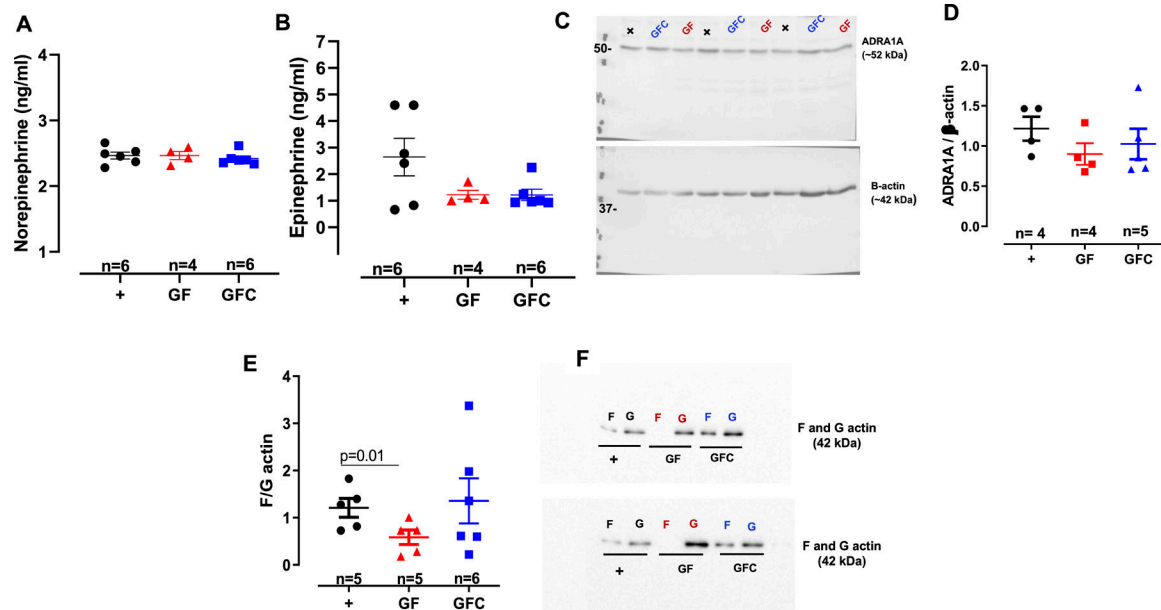 A
Norepinephrine (ng/ml)
4
3
2
1
n=6
n=4
n=6
+
GF
GFC
B
Epinephrine (ng/ml)
7
6
5
4
3
2
1
0
n=6
n=4
n=6
+
GF
GFC
C
+ GFC GF + GFC GF + GFC GF
50-
ADRA1A
(~52 kDa)
37-
B-actin
(~42 kDa)
D
ADRA1A / β-actin
2.0
1.5
1.0
0.5
0.0
n= 4
n=4
n=5
+
GF
GFC
E
F/G actin
4
3
2
1
0
p=0.01
n=5
n=5
n=6
+
GF
GFC
F
F G F G F G
+ GF GFC
F and G actin
(42 kDa)
F G F G F G
+ GF GFC
F and G actin
(42 kDa)